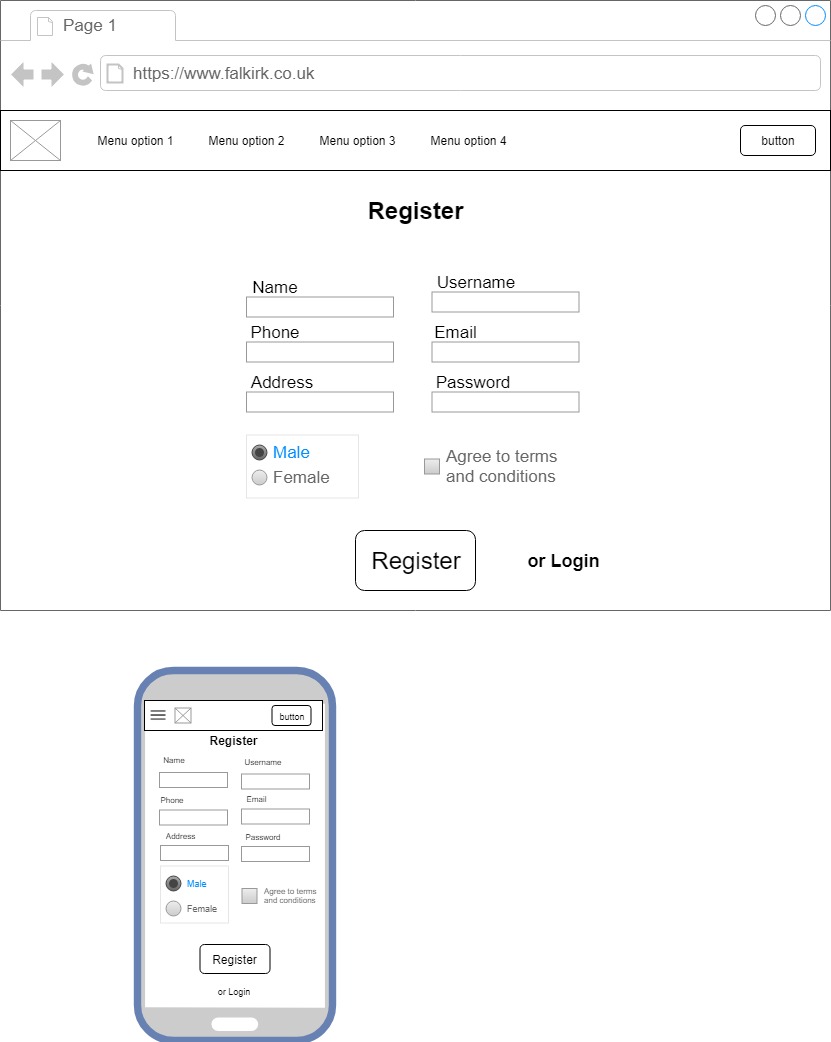 Page 1
https://www.falkirk.co.uk
Menu option 1 Menu option 2 Menu option 3 Menu option 4 button
Register
Name Username
Phone Email
Address Password
Male
Female
Agree to terms
and conditions
Register or Login
button
Register
Name Username
Phone Email
Address Password
Male
Female
Agree to terms
and conditions
Register
or Login